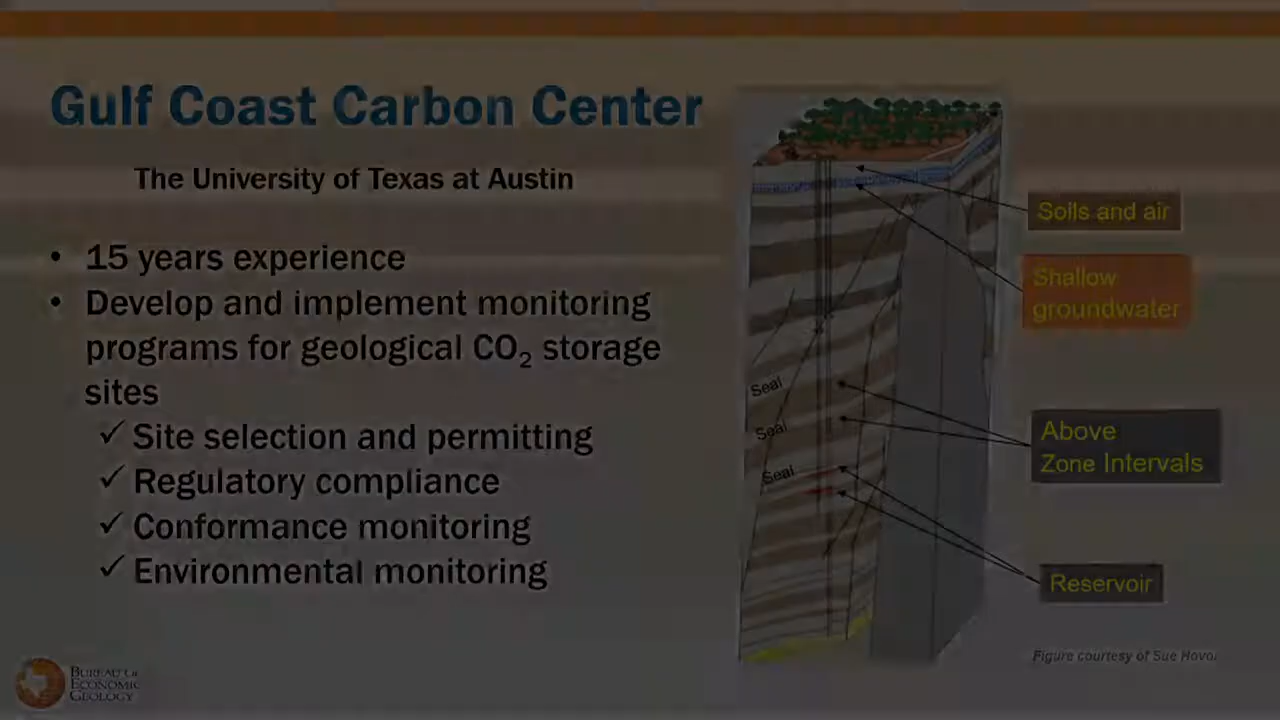 Gulf Coast Carbon Center
The University of Texas at Austin
• 15 years experience
• Develop and implement monitoring
programs for geological CO₂ storage
sites
✓ Site selection and permitting
✓ Regulatory compliance
✓ Conformance monitoring
✓ Environmental monitoring
Soils and air
Shallow
groundwater
Seal
Seal
Seal
Above
Zone Intervals
Reservoir
Figure courtesy of Sue Hovor
BUREAU OF
ECONOMIC
GEOLOGY